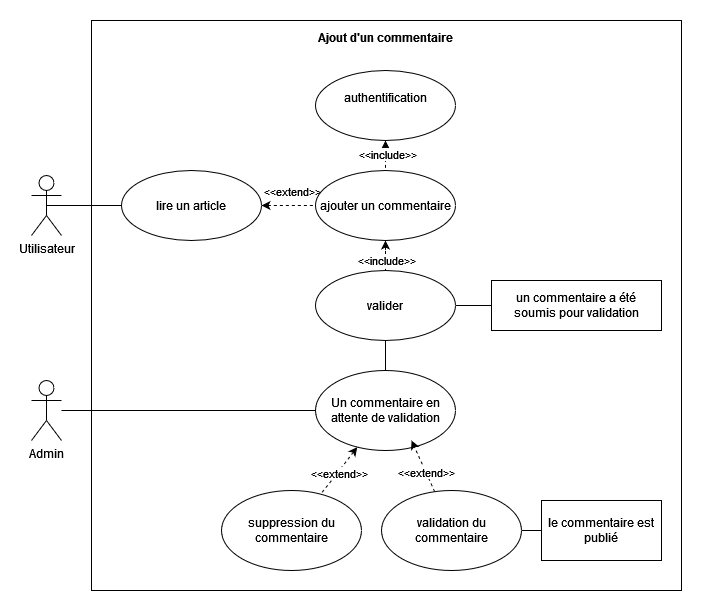 Ajout d'un commentaire
authentification
<<include>>
lire un article
<<extend>>
ajouter un commentaire
Utilisateur
<<include>>
valider
un commentaire a été
soumis pour validation
Un commentaire en
attente de validation
Admin
<<extend>>
<<extend>>
suppression du
commentaire
validation du
commentaire
le commentaire est
publié